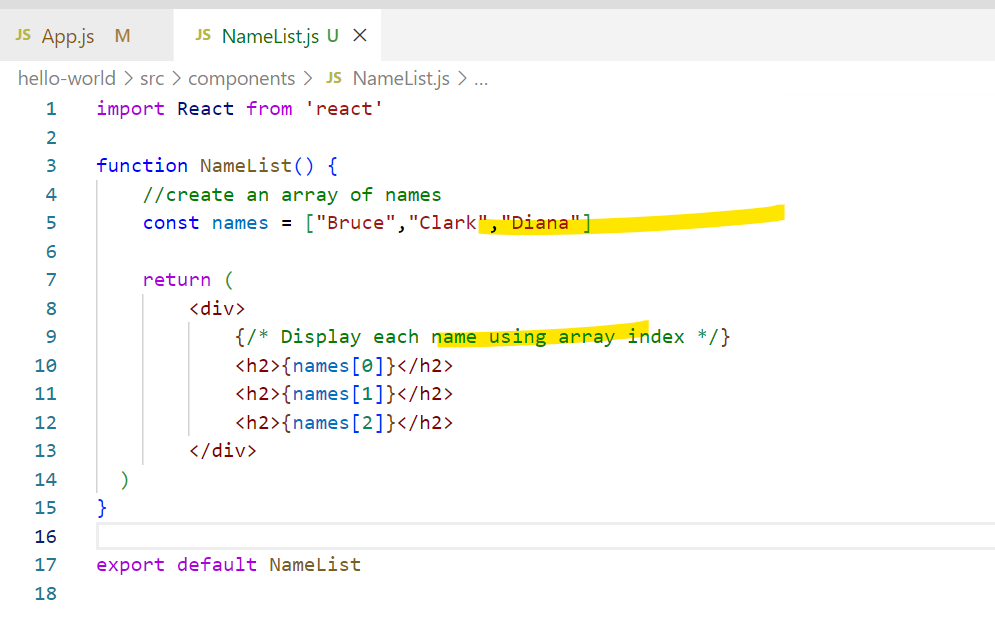 JS App.js M JS NameList.js U
hello-world > src > components > JS NameList.js > ...
1 import React from 'react'
2
3 function NameList() {
4 //create an array of names
5 const names = ["Bruce","Clark","Diana"]
6
7 return (
8 <div>
9 {/* Display each name using array index */}
10 <h2>{names[0]}</h2>
11 <h2>{names[1]}</h2>
12 <h2>{names[2]}</h2>
13 </div>
14 )
15 }
16
17 export default NameList
18